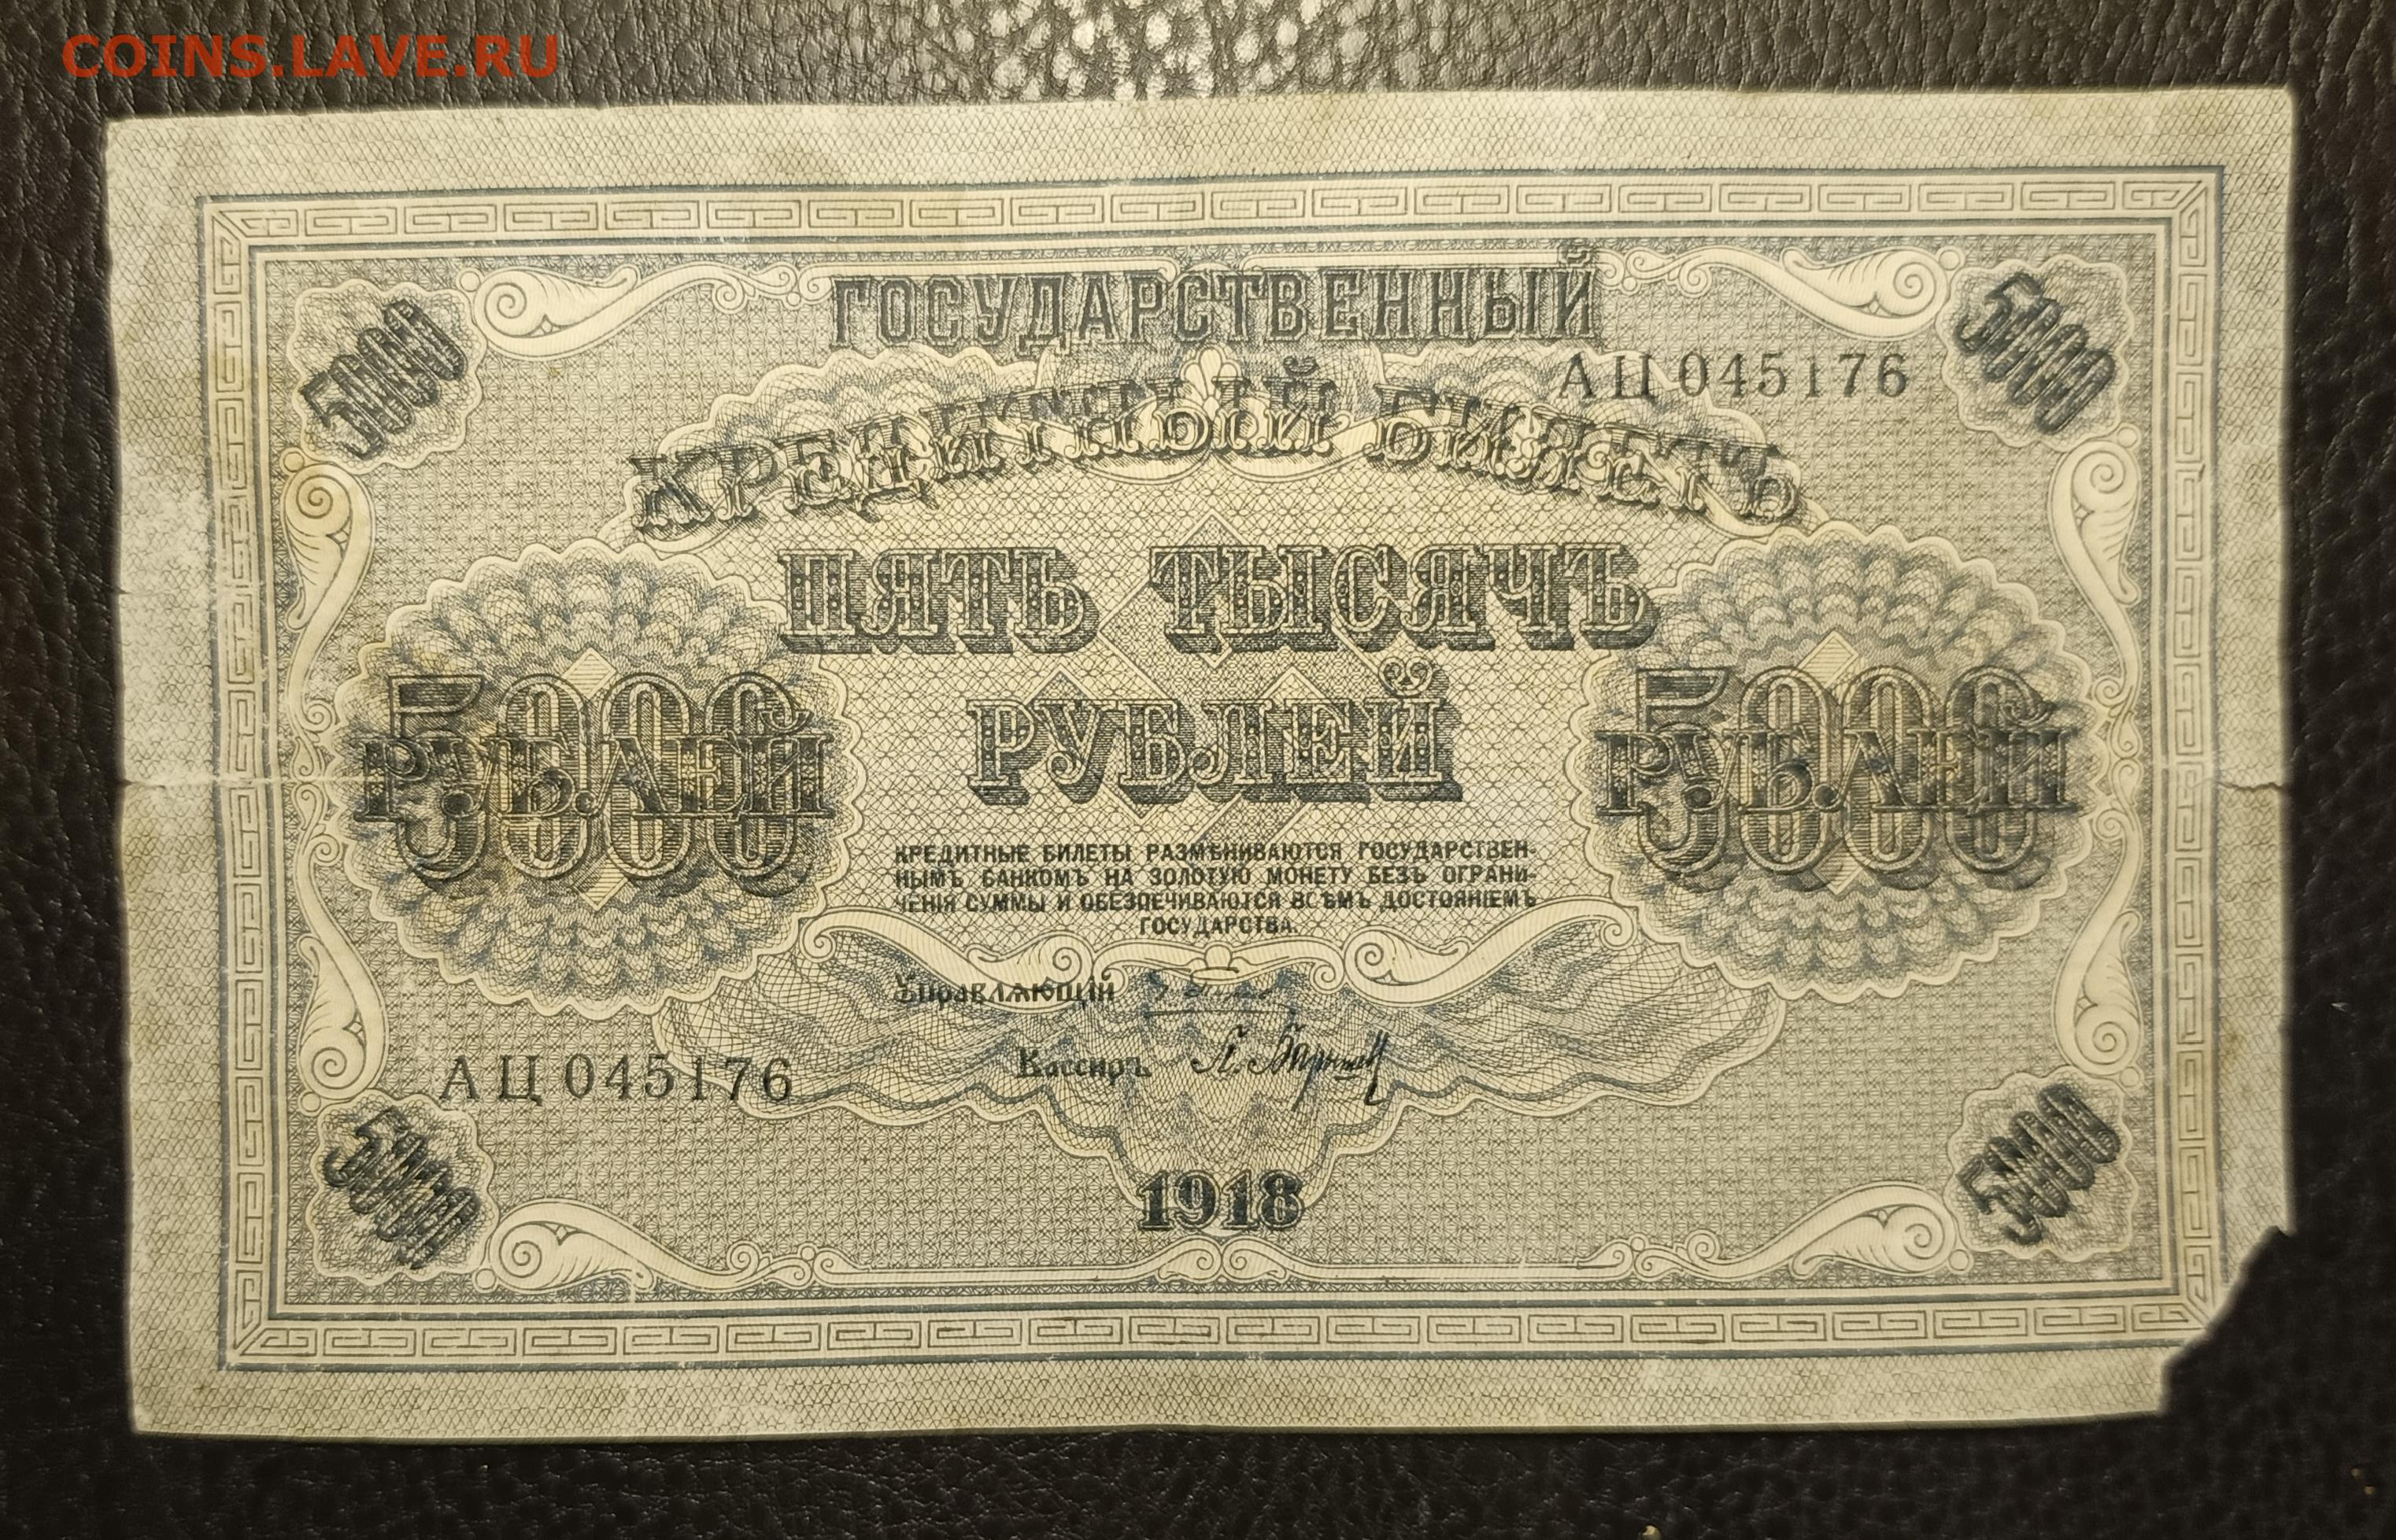 COINS.LAVE.RU
5000
ГОСУДАРСТВЕННЫЙ
5000
АЦ 045176
КРЕДИТНЫЙ БИЛЕТЪ
ПЯТЬ ТЫСЯЧЪ
РУБЛЕЙ
5000
РУБЛЕЙ
5000
РУБЛЕЙ
КРЕДИТНЫЕ БИЛЕТЫ РАЗМѢНИВАЮТСЯ ГОСУДАРСТВЕН-
НЫМЪ БАНКОМЪ НА ЗОЛОТУЮ МОНЕТУ БЕЗЪ ОГРАНИ-
ЧЕНІЯ СУММЫ И ОБЕЗПЕЧИВАЮТСЯ ВСѢМЪ ДОСТОЯНІЕМЪ
ГОСУДАРСТВА.
Управляющій
Кассиръ
АЦ 045176
5000
1918
5000